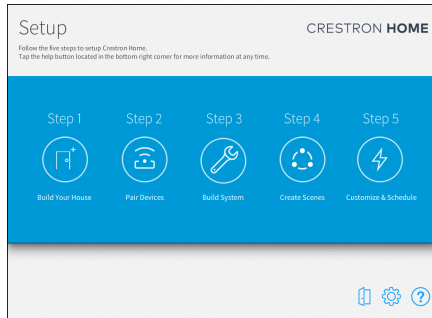 Setup
CRESTRON HOME
Follow the five steps to setup Crestron Home.
Tap the help button located in the bottom right corner for more information at any time.
Step 1
Step 2
Step 3
Step 4
Step 5
Build Your House
Pair Devices
Build System
Create Scenes
Customize & Schedule
?